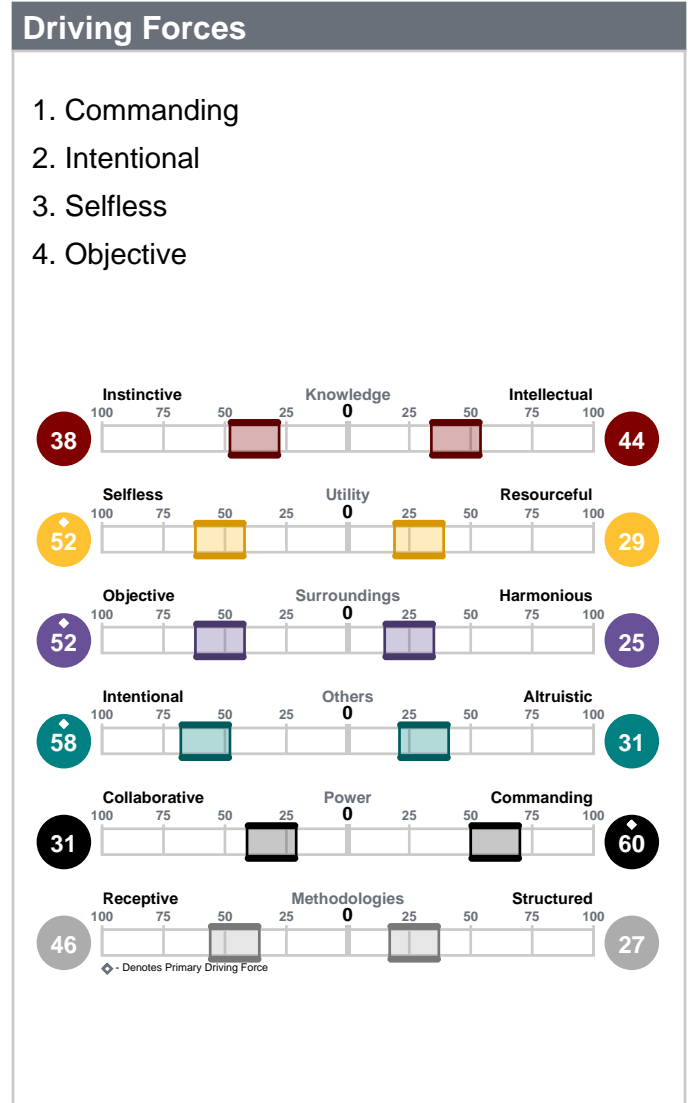 Driving Forces
1. Commanding
2. Intentional
3. Selfless
4. Objective
Instinctive Knowledge Intellectual
100 75 50 25 0 25 50 75 100
38 44
Selfless Utility Resourceful
100 75 50 25 0 25 50 75 100
52 29
Objective Surroundings Harmonious
100 75 50 25 0 25 50 75 100
52 25
Intentional Others Altruistic
100 75 50 25 0 25 50 75 100
58 31
Collaborative Power Commanding
100 75 50 25 0 25 50 75 100
31 60
Receptive Methodologies Structured
100 75 50 25 0 25 50 75 100
46 27
- Denotes Primary Driving Force